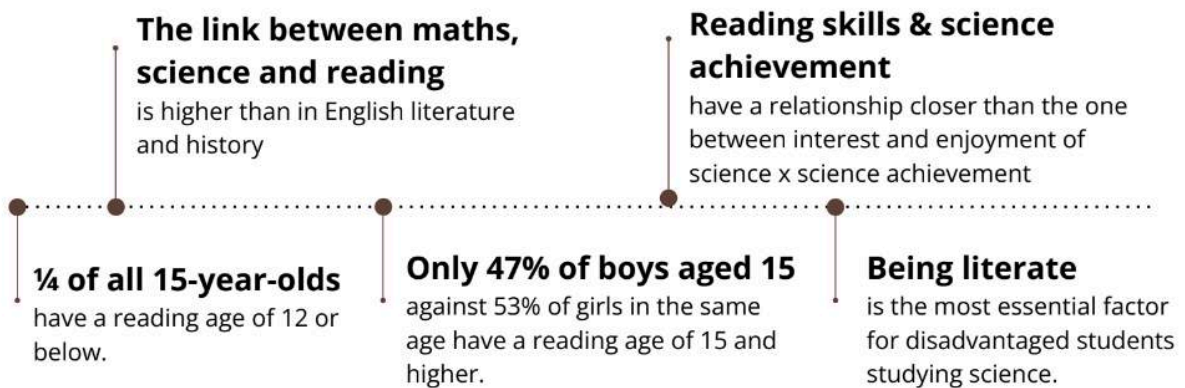 The link between maths,
science and reading
is higher than in English literature
and history
Reading skills & science
achievement
have a relationship closer than the one
between interest and enjoyment of
science x science achievement
¼ of all 15-year-olds
have a reading age of 12 or
below.
Only 47% of boys aged 15
against 53% of girls in the same
age have a reading age of 15 and
higher.
Being literate
is the most essential factor
for disadvantaged students
studying science.